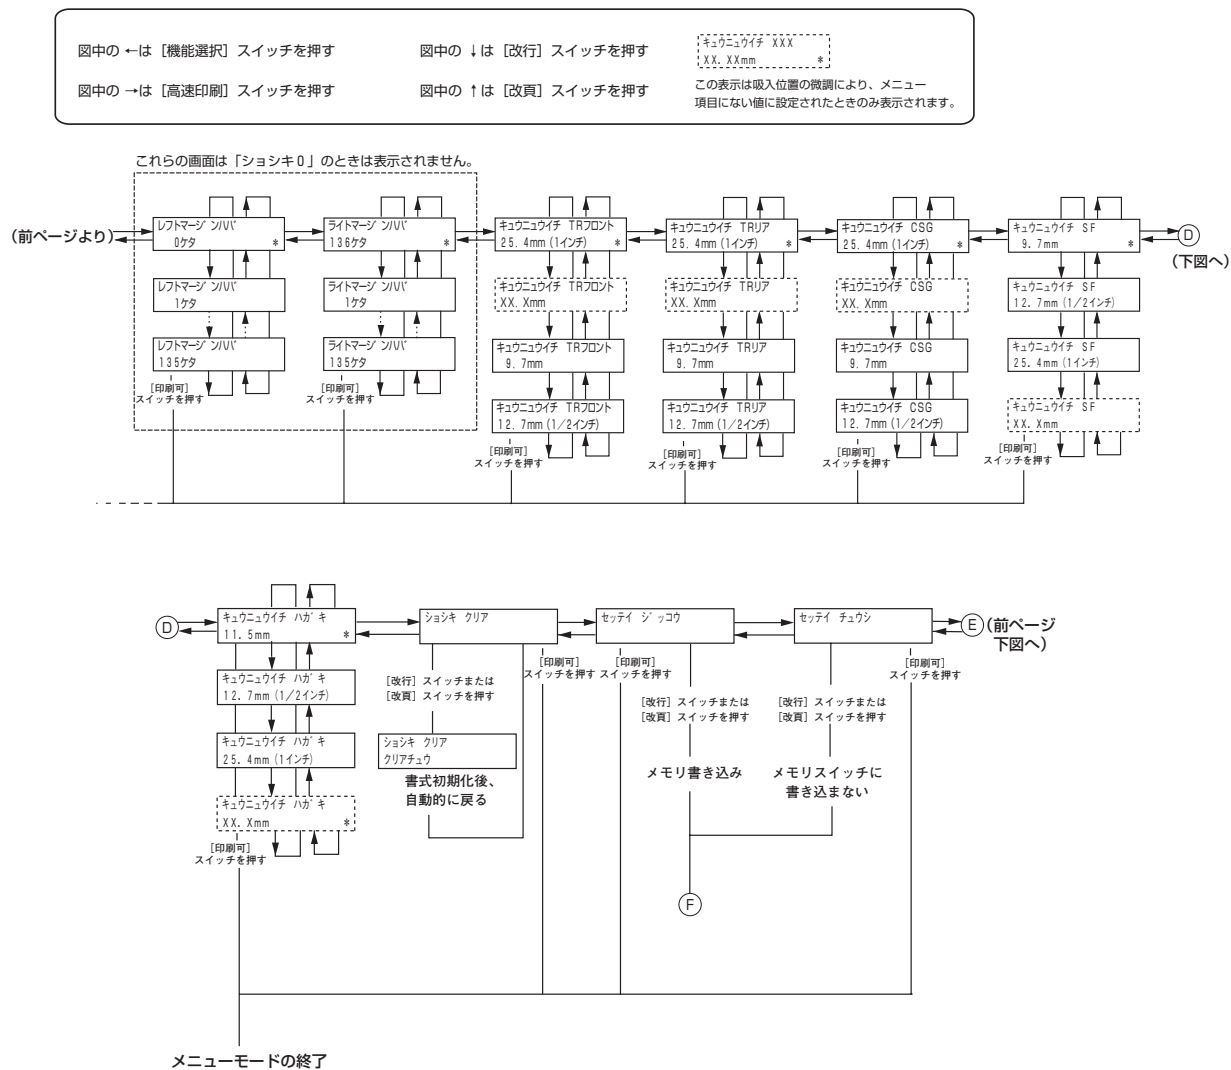 図中の ←は［機能選択］スイッチを押す
図中の ↓は［改行］スイッチを押す
図中の →は［高速印刷］スイッチを押す
図中の ↑は［改頁］スイッチを押す
キュウニュウイチ XXX
XX. XXmm *
この表示は吸入位置の微調により、メニュー
項目にない値に設定されたときのみ表示されます。
これらの画面は「ショシキ0」のときは表示されません。
(前ページより)
レフトマージンハバ
0ケタ *
レフトマージンハバ
1ケタ
レフトマージンハバ
135ケタ
［印刷可］
スイッチを押す
ライトマージンハバ
136ケタ *
ライトマージンハバ
1ケタ
ライトマージンハバ
135ケタ
［印刷可］
スイッチを押す
キュウニュウイチ TRフロント
25. 4mm (1インチ) *
キュウニュウイチ TRフロント
XX. Xmm
キュウニュウイチ TRフロント
9. 7mm
キュウニュウイチ TRフロント
12. 7mm (1／2インチ)
［印刷可］
スイッチを押す
キュウニュウイチ TRリア
25. 4mm (1インチ) *
キュウニュウイチ TRリア
XX. Xmm
キュウニュウイチ TRリア
9. 7mm
キュウニュウイチ TRリア
12. 7mm (1／2インチ)
［印刷可］
スイッチを押す
キュウニュウイチ CSG
25. 4mm (1インチ) *
キュウニュウイチ CSG
XX. Xmm
キュウニュウイチ CSG
9. 7mm
キュウニュウイチ CSG
12. 7mm (1／2インチ)
［印刷可］
スイッチを押す
キュウニュウイチ SF
9. 7mm *
キュウニュウイチ SF
12. 7mm (1／2インチ)
キュウニュウイチ SF
25. 4mm (1インチ)
キュウニュウイチ SF
XX. Xmm
［印刷可］
スイッチを押す
D
(下図へ)
D
キュウニュウイチ ハガキ
11. 5mm *
キュウニュウイチ ハガキ
12. 7mm (1／2インチ)
キュウニュウイチ ハガキ
25. 4mm (1インチ)
キュウニュウイチ ハガキ
XX. Xmm *
［印刷可］
スイッチを押す
ショシキ クリア
［改行］スイッチまたは
［改頁］スイッチを押す
ショシキ クリア
クリアチュウ
書式初期化後、
自動的に戻る
［印刷可］
スイッチを押す
セッテイ ジッコウ
［印刷可］
スイッチを押す
［改行］スイッチまたは
［改頁］スイッチを押す
メモリ書き込み
セッテイ チュウシ
［改行］スイッチまたは
［改頁］スイッチを押す
メモリスイッチに
書き込まない
［印刷可］
スイッチを押す
E
(前ページ
下図へ)
F
メニューモードの終了